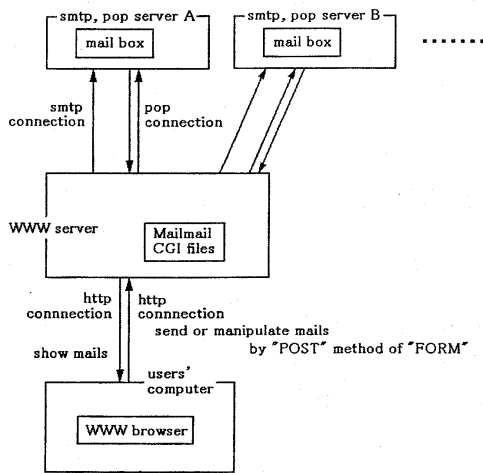 smtp, pop server A
mail box
smtp, pop server B
mail box
smtp
connection
pop
connection
WWW server
Mailmail
CGI files
http
connnection
http
connnection
send or manipulate mails
by "POST" method of "FORM"
show mails
users'
computer
WWW browser